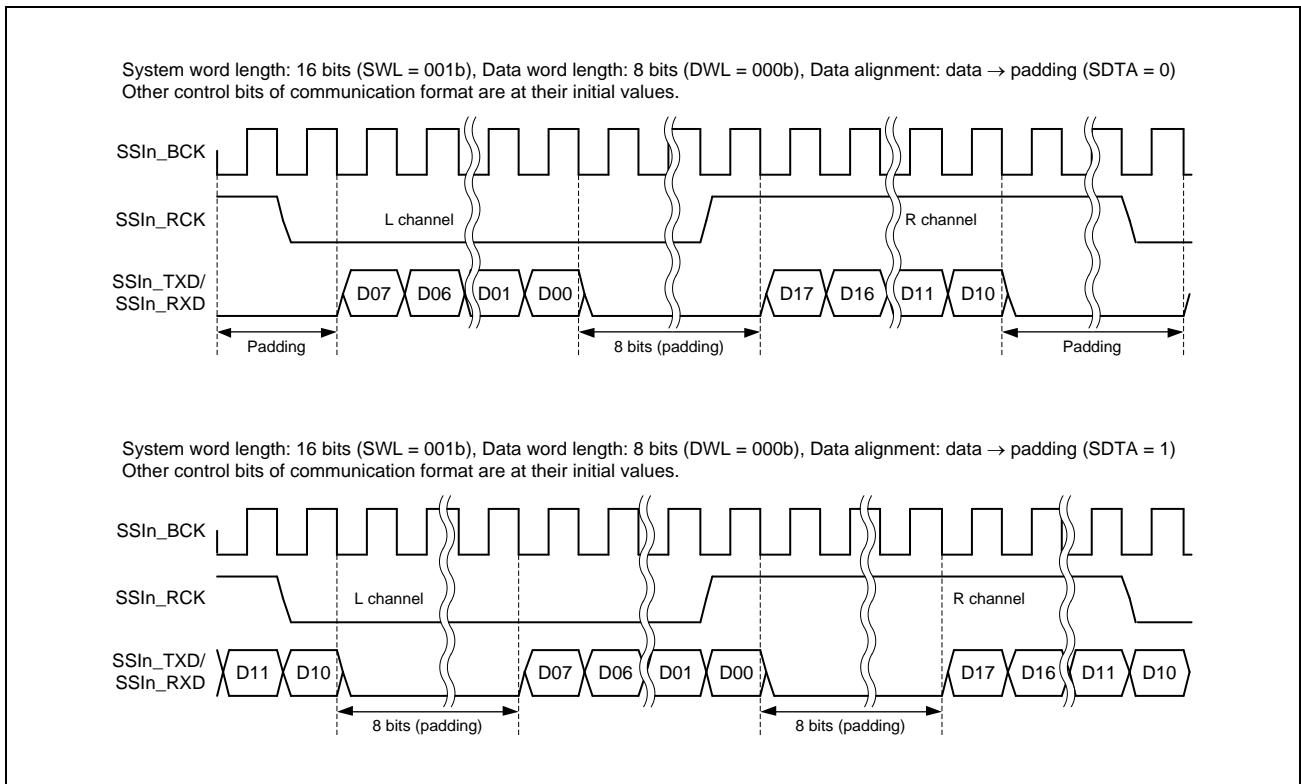 System word length: 16 bits (SWL = 001b), Data word length: 8 bits (DWL = 000b), Data alignment: data → padding (SDTA = 0)
Other control bits of communication format are at their initial values.
SSIn_BCK
SSIn_RCK
L channel
R channel
SSIn_TXD/
SSIn_RXD
D07 D06 D01 D00 D17 D16 D11 D10
Padding 8 bits (padding) Padding
System word length: 16 bits (SWL = 001b), Data word length: 8 bits (DWL = 000b), Data alignment: data → padding (SDTA = 1)
Other control bits of communication format are at their initial values.
SSIn_BCK
SSIn_RCK
L channel
R channel
SSIn_TXD/
SSIn_RXD
D11 D10 D07 D06 D01 D00 D17 D16 D11 D10
8 bits (padding) 8 bits (padding)